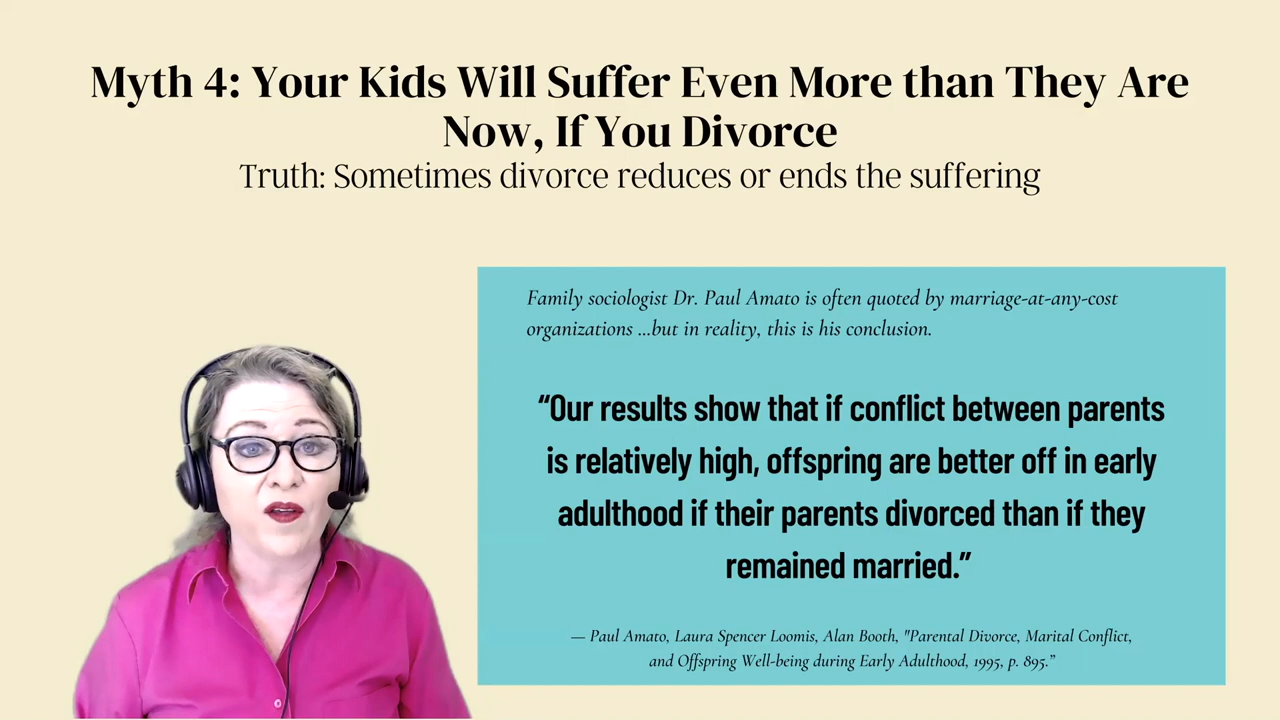 Myth 4: Your Kids Will Suffer Even More than They Are
Now, If You Divorce
Truth: Sometimes divorce reduces or ends the suffering
Family sociologist Dr. Paul Amato is often quoted by marriage-at-any-cost
organizations ...but in reality, this is his conclusion.
“Our results show that if conflict between parents
is relatively high, offspring are better off in early
adulthood if their parents divorced than if they
remained married.”
— Paul Amato, Laura Spencer Loomis, Alan Booth, "Parental Divorce, Marital Conflict,
and Offspring Well-being during Early Adulthood, 1995, p. 895.”